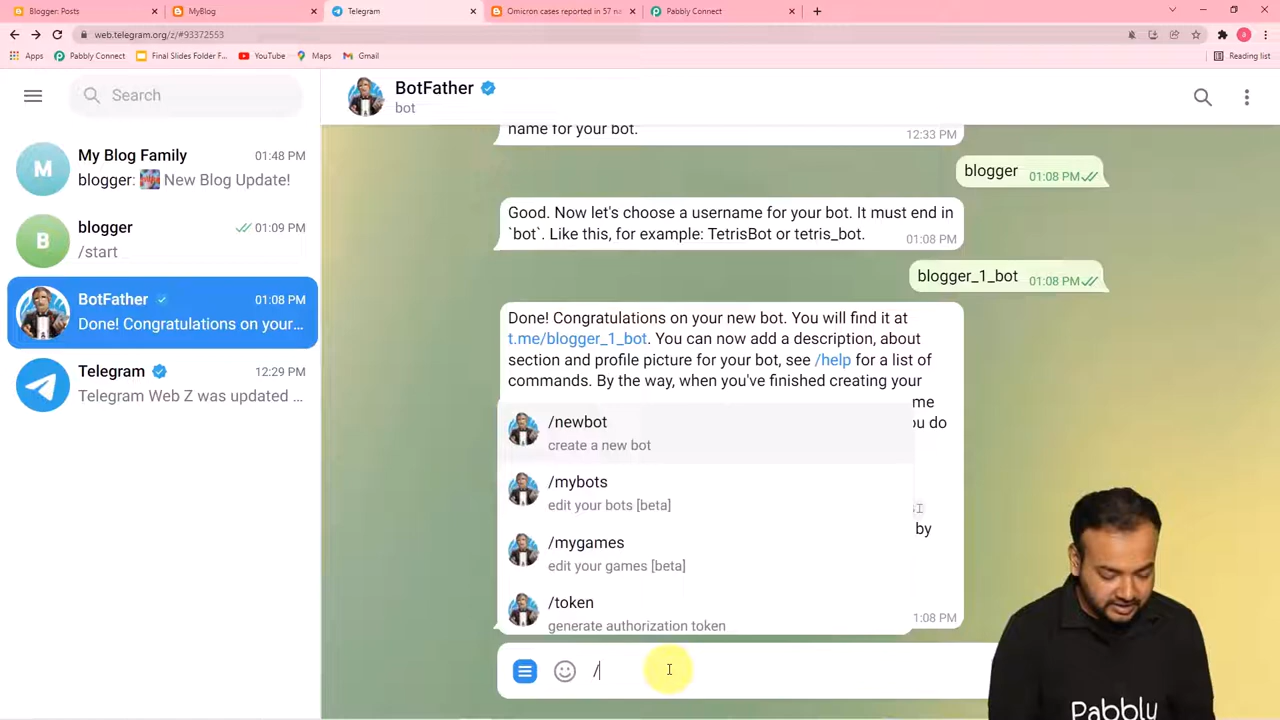 Blogger: Posts
MyBlog
Telegram
Omicron cases reported in 57 na
Pabbly Connect
web.telegram.org/z/#93372553
Apps
Pabbly Connect
Final Slides Folder F...
YouTube
Maps
Gmail
Reading list
Search
BotFather
bot
My Blog Family
01:48 PM
blogger: New Blog Update!
blogger
01:09 PM
/start
BotFather
01:08 PM
Done! Congratulations on your...
Telegram
12:29 PM
Telegram Web Z was updated ...
name for your bot.
12:33 PM
blogger
01:08 PM
Good. Now let's choose a username for your bot. It must end in
`bot`. Like this, for example: TetrisBot or tetris_bot.
01:08 PM
blogger_1_bot
01:08 PM
Done! Congratulations on your new bot. You will find it at
t.me/blogger_1_bot. You can now add a description, about
section and profile picture for your bot, see /help for a list of
commands. By the way, when you've finished creating your
me
do
by
1:08 PM
/newbot
create a new bot
/mybots
edit your bots [beta]
/mygames
edit your games [beta]
/token
generate authorization token
/
Pabbly